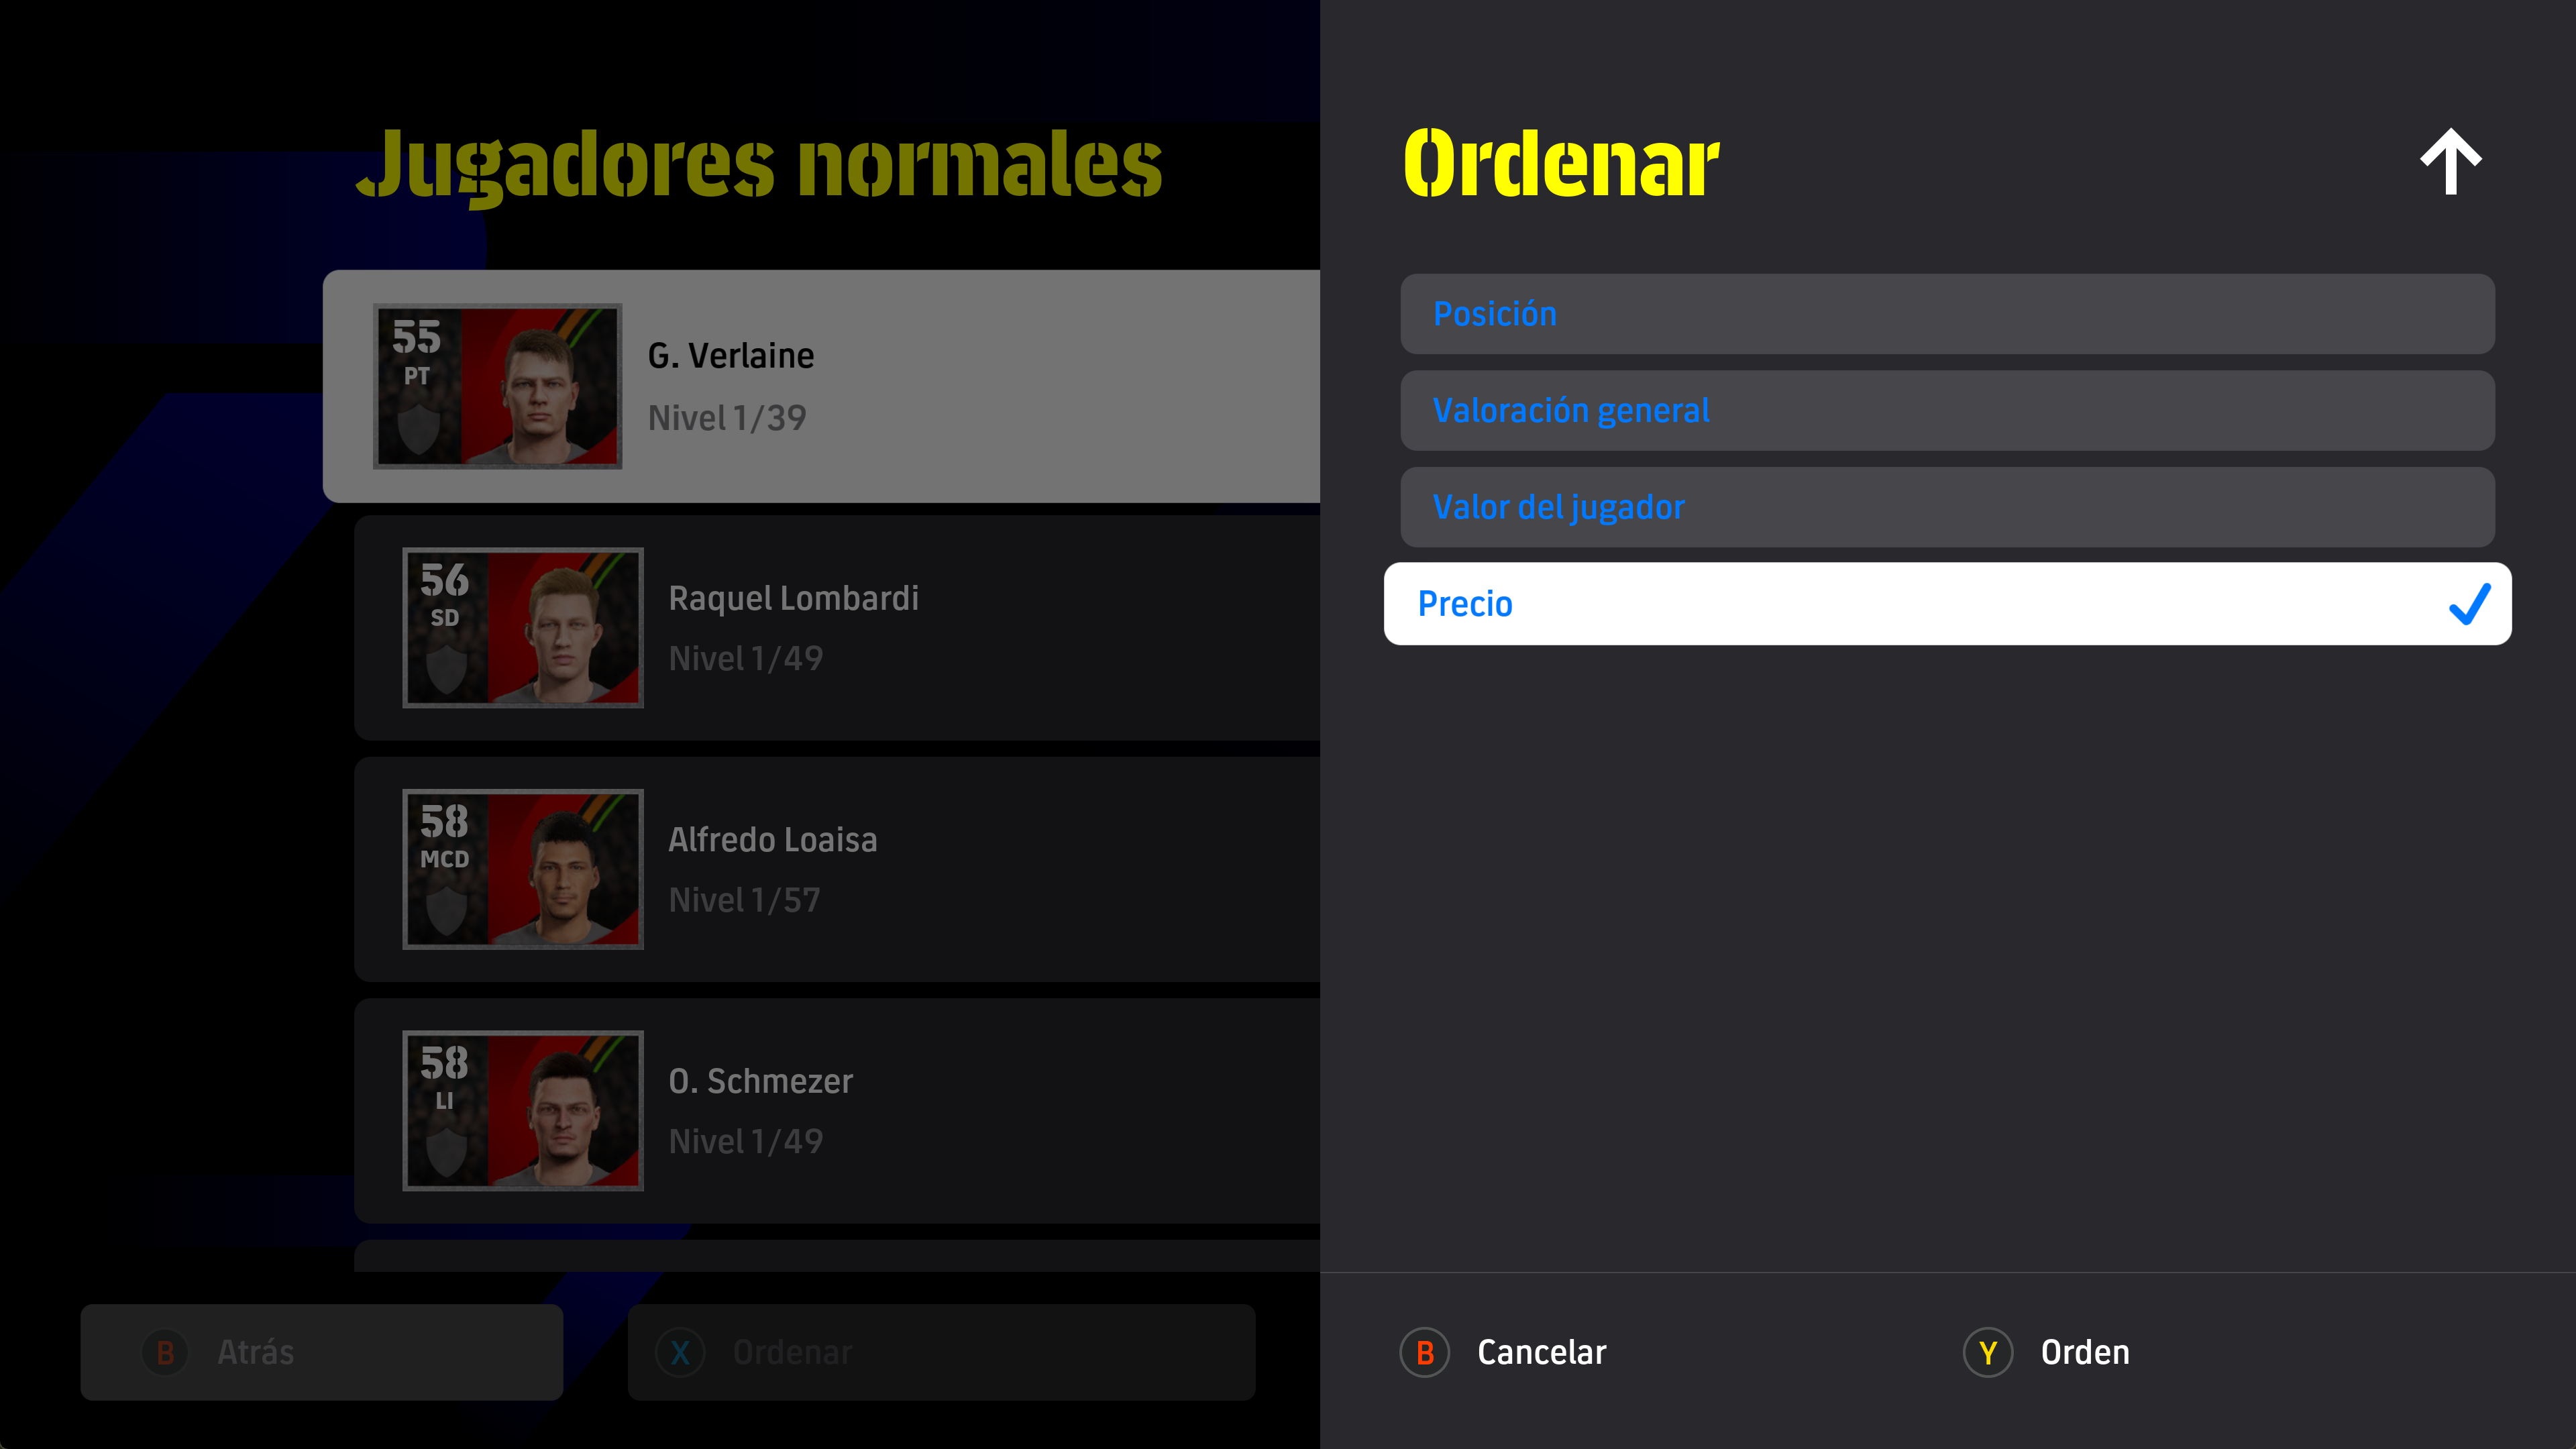 Jugadores normales
55
PT
G. Verlaine
Nivel 1/39
56
SD
Raquel Lombardi
Nivel 1/49
58
MCD
Alfredo Loaisa
Nivel 1/57
58
LI
O. Schmezer
Nivel 1/49
B Atrás
X Ordenar
Ordenar
Posición
Valoración general
Valor del jugador
Precio
B Cancelar
Y Orden